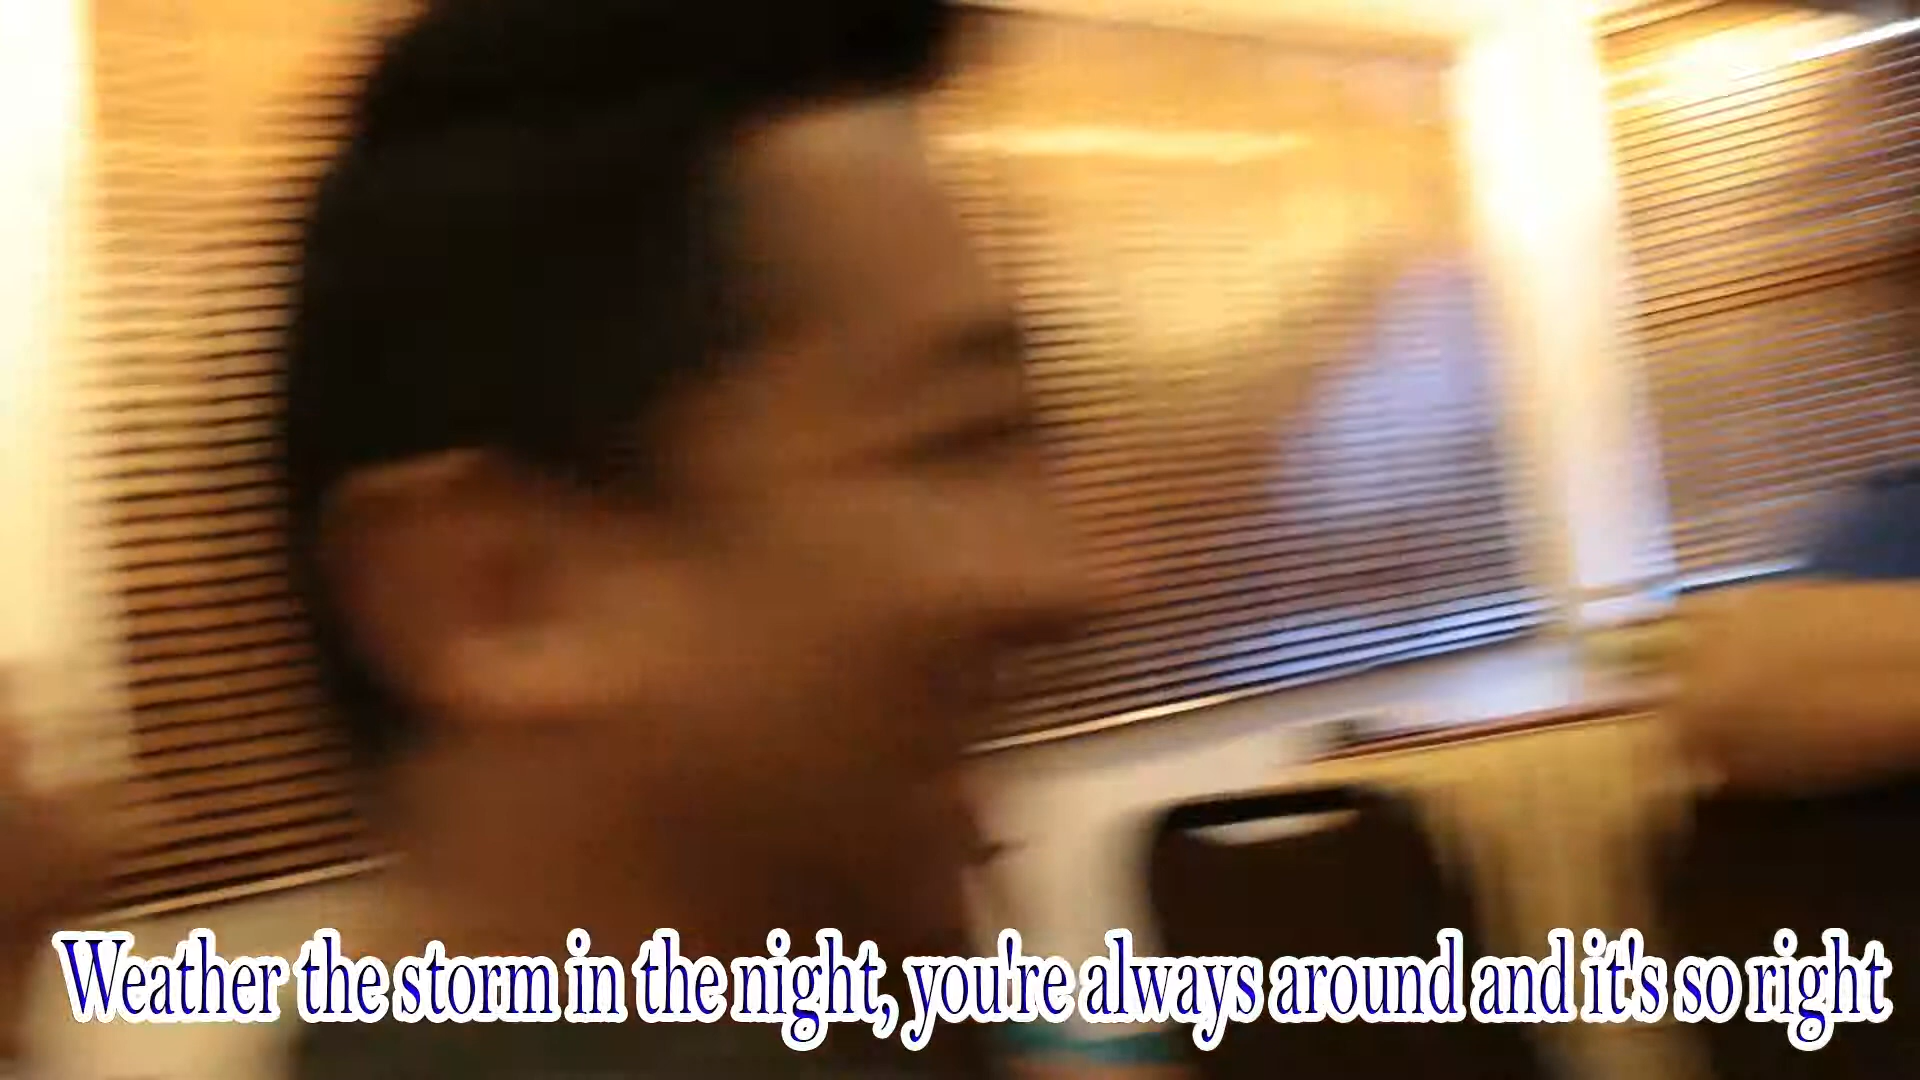 Weather the storm in the night, you're always around and it's so right